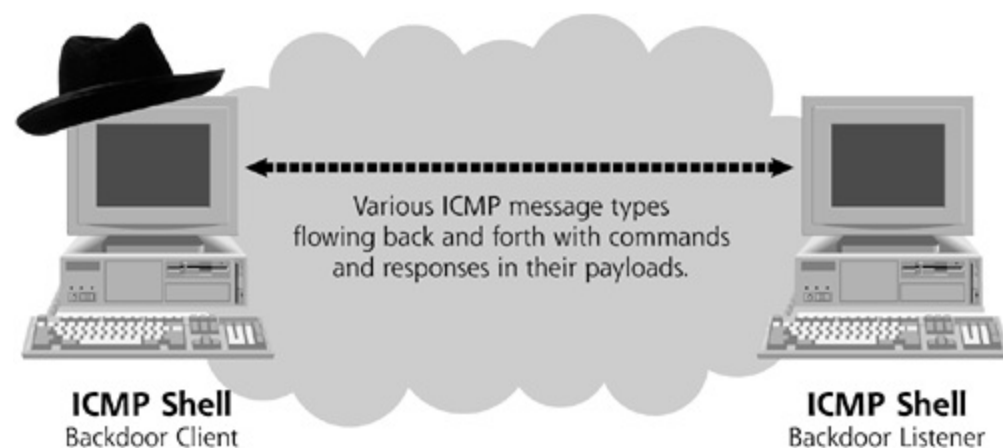 Various ICMP message types
flowing back and forth with commands
and responses in their payloads.
ICMP Shell
Backdoor Client
ICMP Shell
Backdoor Listener